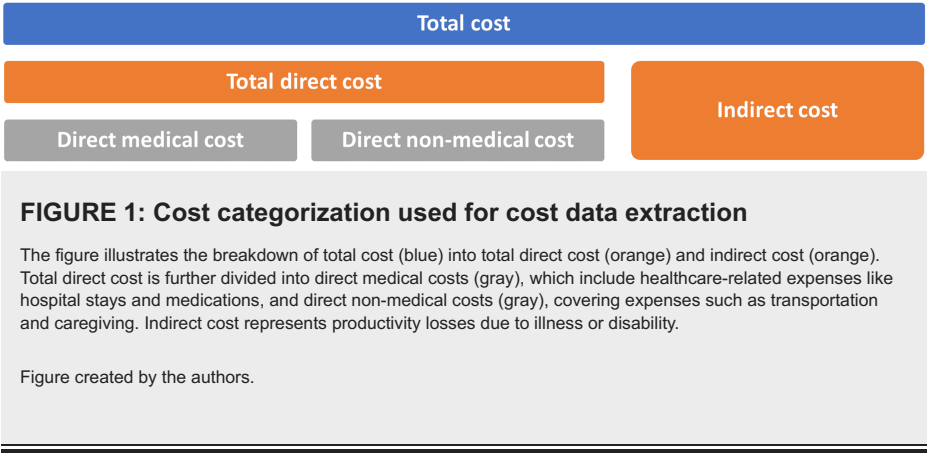 Total cost
Total direct cost
Indirect cost
Direct medical cost
Direct non-medical cost
FIGURE 1: Cost categorization used for cost data extraction
The figure illustrates the breakdown of total cost (blue) into total direct cost (orange) and indirect cost (orange).
Total direct cost is further divided into direct medical costs (gray), which include healthcare-related expenses like
hospital stays and medications, and direct non-medical costs (gray), covering expenses such as transportation
and caregiving. Indirect cost represents productivity losses due to illness or disability.
Figure created by the authors.